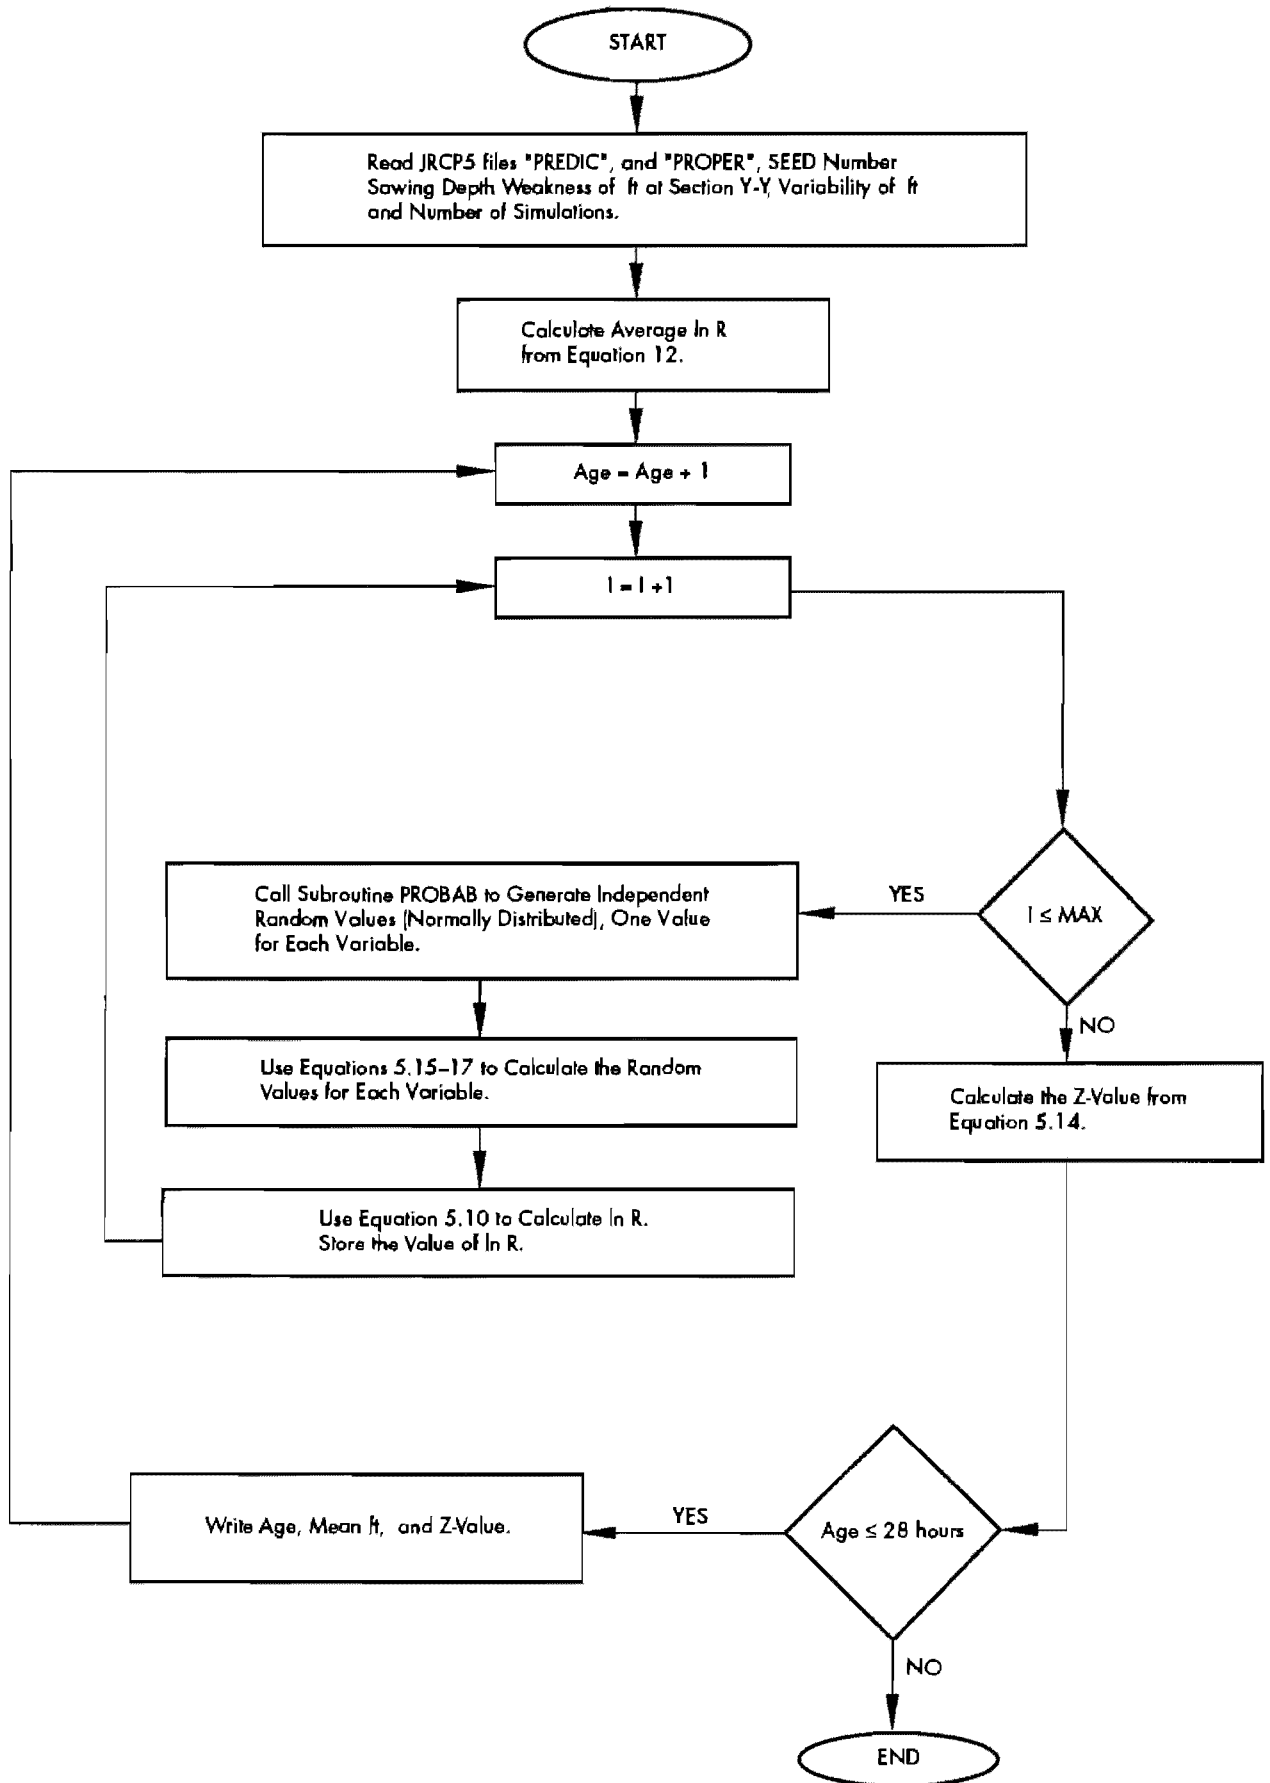 START
Read JRCP5 files "PREDIC", and "PROPER", SEED Number
Sawing Depth Weakness of ft at Section Y-Y, Variability of ft
and Number of Simulations.
Calculate Average ln R
from Equation 12.
Age = Age + 1
I = I +1
I ≤ MAX
YES
Call Subroutine PROBAB to Generate Independent
Random Values (Normally Distributed), One Value
for Each Variable.
NO
Use Equations 5.15–17 to Calculate the Random
Values for Each Variable.
Calculate the Z-Value from
Equation 5.14.
Use Equation 5.10 to Calculate ln R.
Store the Value of ln R.
Age ≤ 28 hours
YES
Write Age, Mean ft, and Z-Value.
NO
END